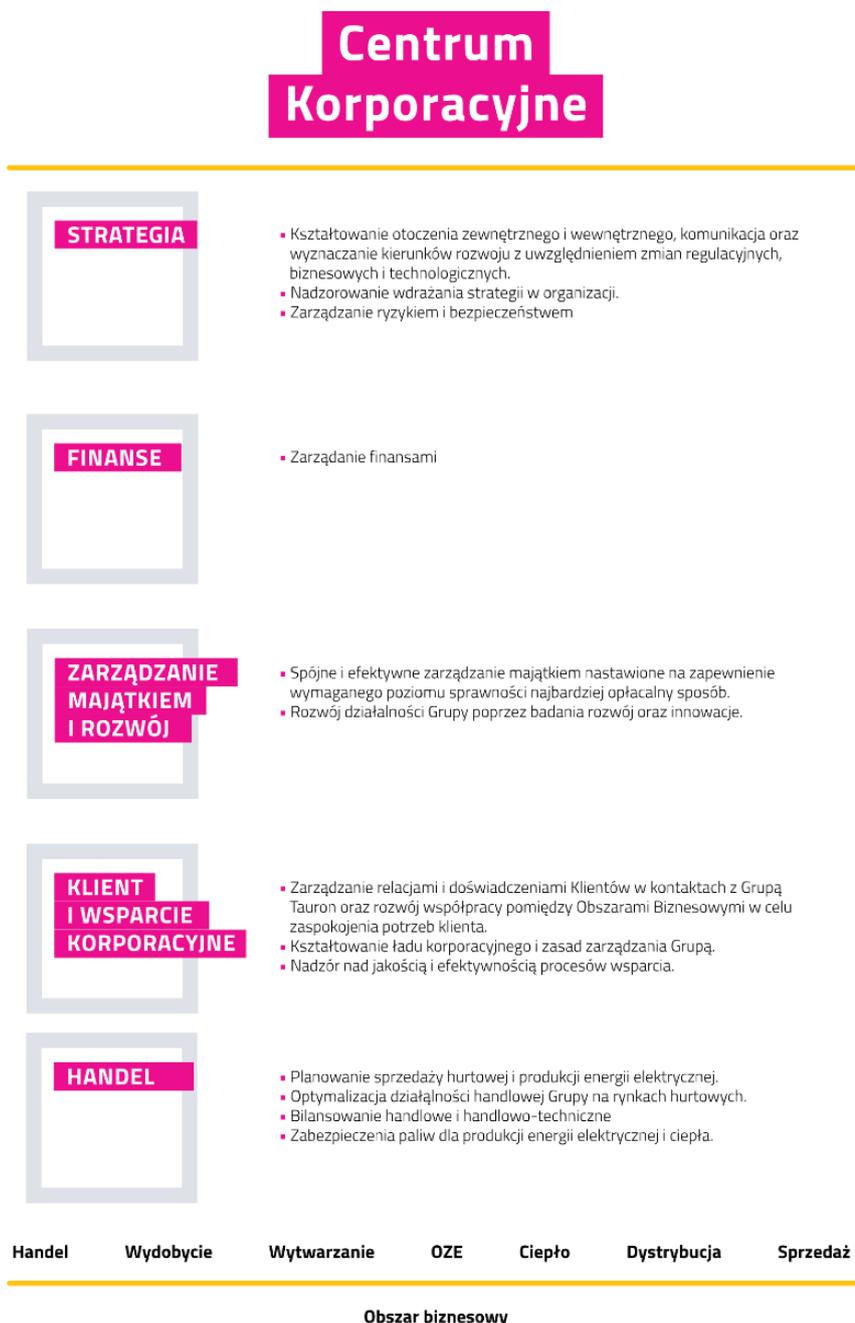 Centrum
Korporacyjne
STRATEGIA
▪ Kształtowanie otoczenia zewnętrznego i wewnętrznego, komunikacja oraz
wyznaczanie kierunków rozwoju z uwzględnieniem zmian regulacyjnych,
biznesowych i technologicznych.
▪ Nadzorowanie wdrażania strategii w organizacji.
▪ Zarządzanie ryzykiem i bezpieczeństwem
FINANSE
▪ Zarządanie finansami
ZARZĄDZANIE
MAJĄTKIEM
I ROZWÓJ
▪ Spójne i efektywne zarządzanie majątkiem nastawione na zapewnienie
wymaganego poziomu sprawności najbardziej opłacalny sposób.
▪ Rozwój działalności Grupy poprzez badania rozwój oraz innowacje.
KLIENT
I WSPARCIE
KORPORACYJNE
▪ Zarządzanie relacjami i doświadczeniami Klientów w kontaktach z Grupą
Tauron oraz rozwój współpracy pomiędzy Obszarami Biznesowymi w celu
zaspokojenia potrzeb klienta.
▪ Kształtowanie ładu korporacyjnego i zasad zarządzania Grupą.
▪ Nadzór nad jakością i efektywnością procesów wsparcia.
HANDEL
▪ Planowanie sprzedaży hurtowej i produkcji energii elektrycznej.
▪ Optymalizacja działąlności handlowej Grupy na rynkach hurtowych.
▪ Bilansowanie handlowe i handlowo-techniczne
▪ Zabezpieczenia paliw dla produkcji energii elektrycznej i ciepła.
Handel Wydobycie Wytwarzanie OZE Ciepło Dystrybucja Sprzedaż
Obszar biznesowy